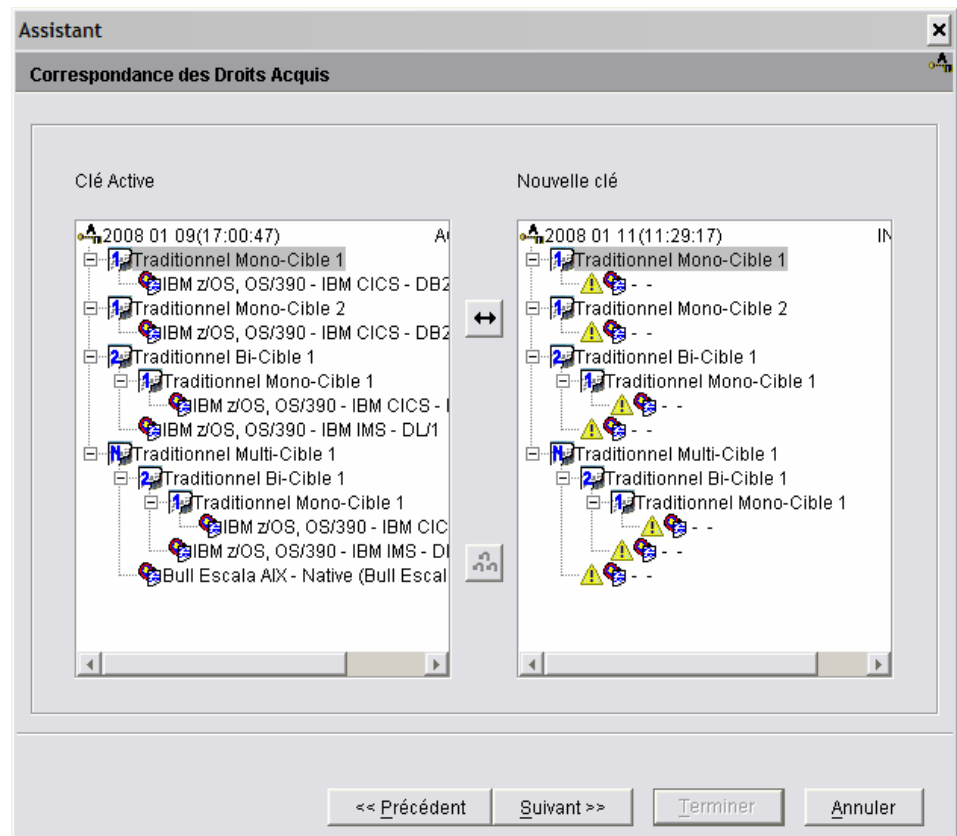 Assistant
Correspondance des Droits Acquis
Clé Active
2008 01 09(17:00:47)
Traditionnel Mono-Cible 1
IBM z/OS, OS/390 - IBM CICS - DB2
Traditionnel Mono-Cible 2
IBM z/OS, OS/390 - IBM CICS - DB2
Traditionnel Bi-Cible 1
Traditionnel Mono-Cible 1
IBM z/OS, OS/390 - IBM CICS -
IBM z/OS, OS/390 - IBM IMS - DL/1
Traditionnel Multi-Cible 1
Traditionnel Bi-Cible 1
Traditionnel Mono-Cible 1
IBM z/OS, OS/390 - IBM CIC
IBM z/OS, OS/390 - IBM IMS -
Bull Escala AIX - Native (Bull Escal
Nouvelle clé
2008 01 11(11:29:17) IN
Traditionnel Mono-Cible 1
- -
Traditionnel Mono-Cible 2
- -
Traditionnel Bi-Cible 1
Traditionnel Mono-Cible 1
- -
- -
Traditionnel Multi-Cible 1
Traditionnel Bi-Cible 1
Traditionnel Mono-Cible 1
- -
- -
- -
<< Précédent
Suivant >>
Terminer
Annuler